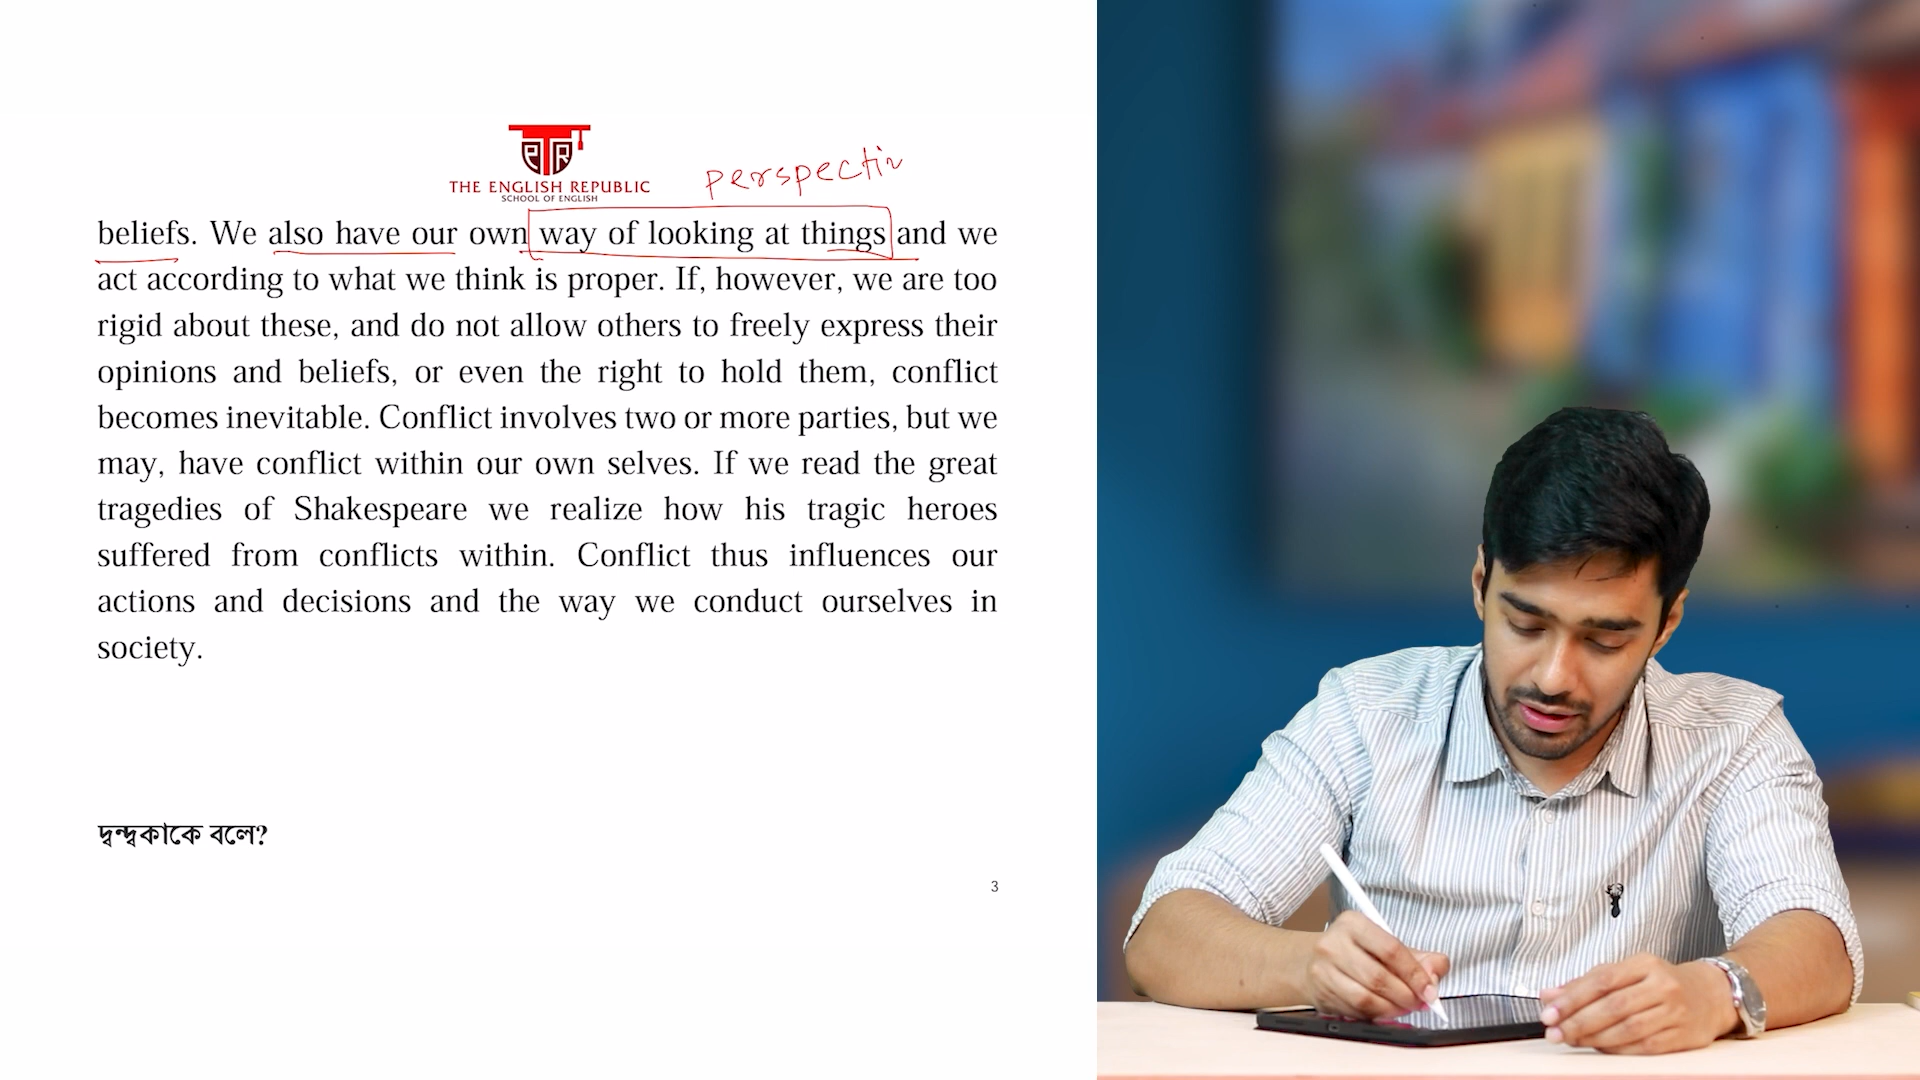 THE ENGLISH REPUBLIC
SCHOOL OF ENGLISH
perspectiv
beliefs. We also have our own way of looking at things and we
act according to what we think is proper. If, however, we are too
rigid about these, and do not allow others to freely express their
opinions and beliefs, or even the right to hold them, conflict
becomes inevitable. Conflict involves two or more parties, but we
may, have conflict within our own selves. If we read the great
tragedies of Shakespeare we realize how his tragic heroes
suffered from conflicts within. Conflict thus influences our
actions and decisions and the way we conduct ourselves in
society.
দ্বন্দ্বকাকে বলে?
3